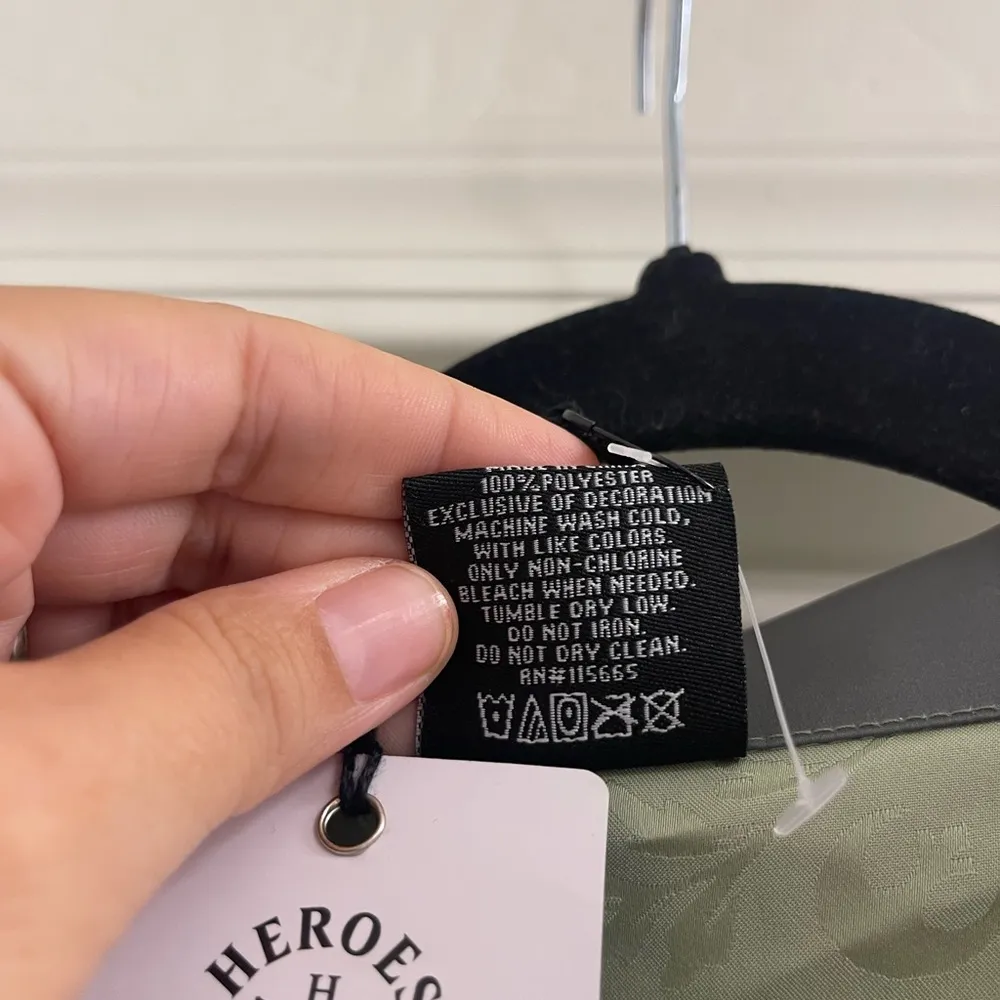 100% POLYESTER
EXCLUSIVE OF DECORATION
MACHINE WASH COLD,
WITH LIKE COLORS.
ONLY NON-CHLORINE
BLEACH WHEN NEEDED.
TUMBLE DRY LOW.
DO NOT IRON.
DO NOT DRY CLEAN.
RN#115665
HEROES
H